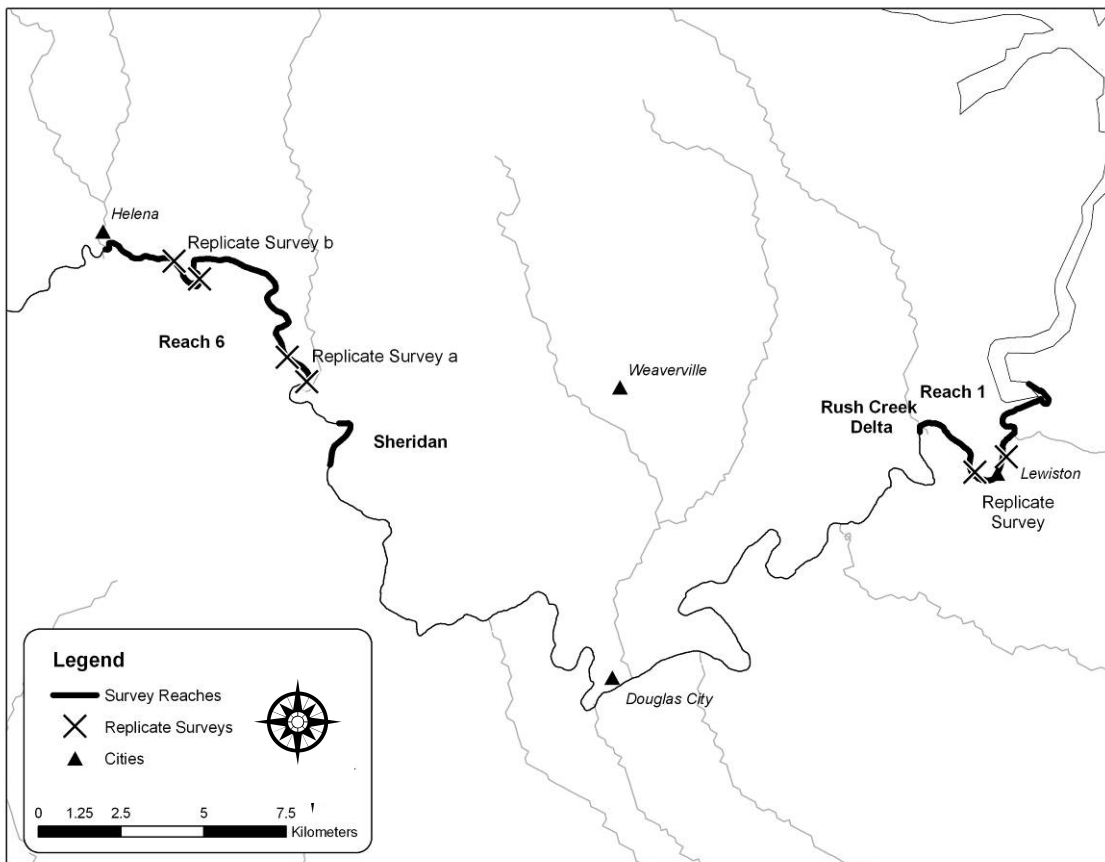 Helena
Replicate Survey b
Reach 6
Replicate Survey a
Weaverville
Reach 1
Rush Creek
Delta
Sheridan
Lewiston
Replicate
Survey
Douglas City
Legend
Survey Reaches
Replicate Surveys
Cities
0 1.25 2.5 5 7.5
Kilometers